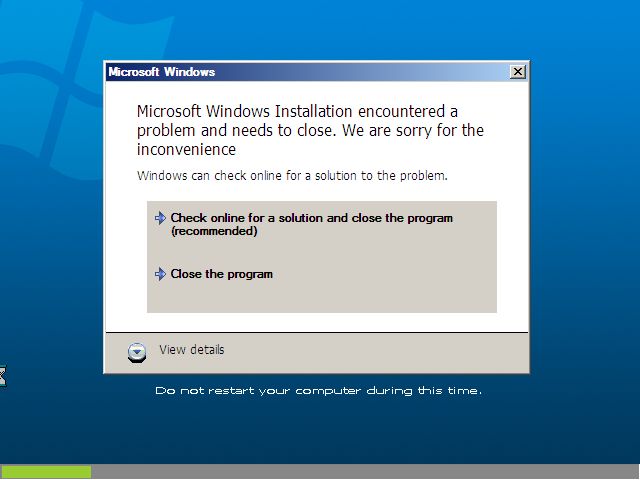 Microsoft Windows
Microsoft Windows Installation encountered a
problem and needs to close. We are sorry for the
inconvenience
Windows can check online for a solution to the problem.
Check online for a solution and close the program
(recommended)
Close the program
View details
Do not restart your computer during this time.